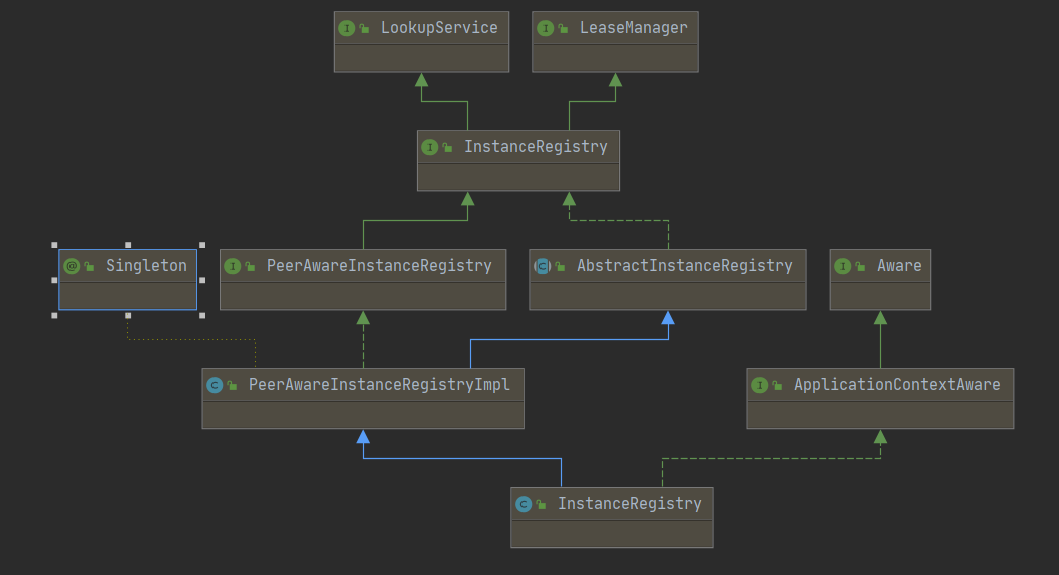 I LookupService
I LeaseManager
I InstanceRegistry
@ Singleton
I PeerAwareInstanceRegistry
C AbstractInstanceRegistry
I Aware
C PeerAwareInstanceRegistryImpl
I ApplicationContextAware
C InstanceRegistry